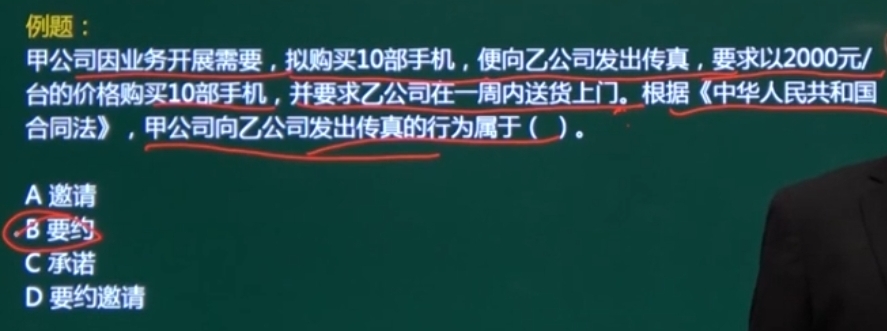 例题：
甲公司因业务开展需要，拟购买10部手机，便向乙公司发出传真，要求以2000元/
台的价格购买10部手机，并要求乙公司在一周内送货上门。根据《中华人民共和国
合同法》，甲公司向乙公司发出传真的行为属于（ ）。
A 邀请
B 要约
C 承诺
D 要约邀请